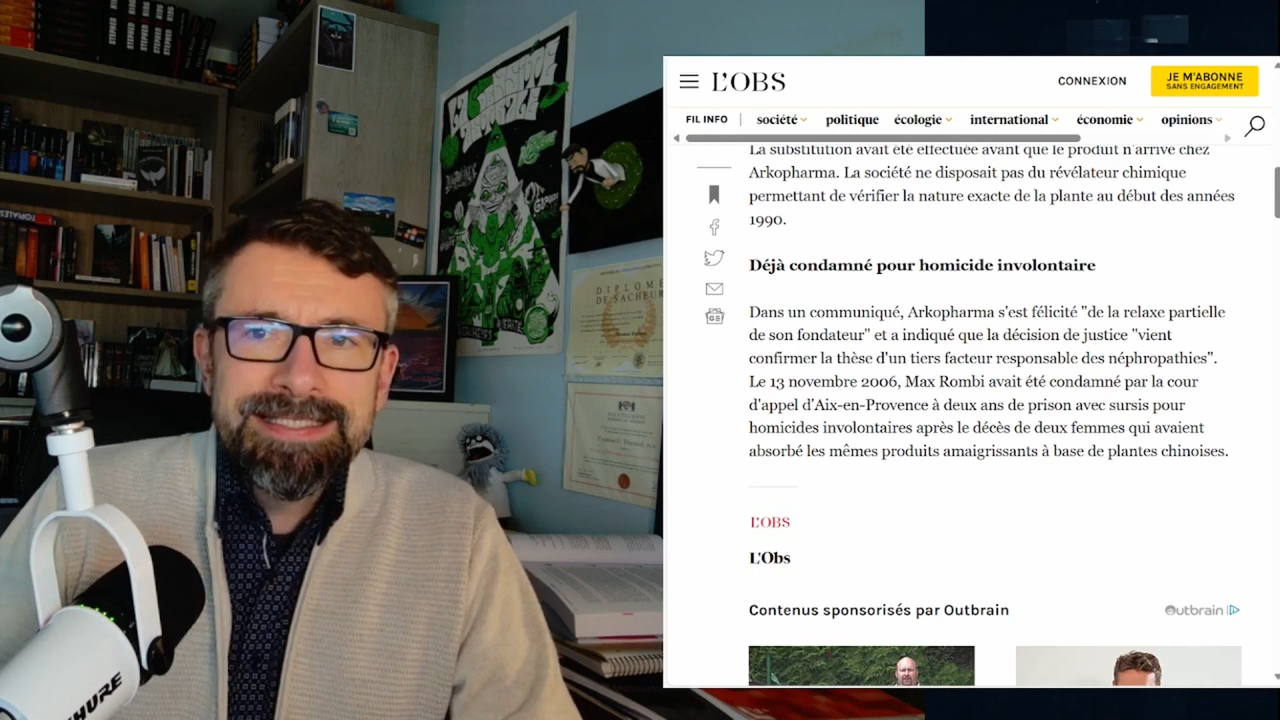 L'OBS
CONNEXION
JE M'ABONNE
SANS ENGAGEMENT
FIL INFO
société
politique
écologie
international
économie
opinions
La substitution avait été effectuée avant que le produit n'arrive chez
Arkopharma. La société ne disposait pas du révélateur chimique
permettant de vérifier la nature exacte de la plante au début des années
1990.
Déjà condamné pour homicide involontaire
Dans un communiqué, Arkopharma s'est félicité "de la relaxe partielle
de son fondateur" et a indiqué que la décision de justice "vient
confirmer la thèse d'un tiers facteur responsable des néphropathies".
Le 13 novembre 2006, Max Rombi avait été condamné par la cour
d'appel d'Aix-en-Provence à deux ans de prison avec sursis pour
homicides involontaires après le décès de deux femmes qui avaient
absorbé les mêmes produits amaigrissants à base de plantes chinoises.
L'OBS
L'Obs
Contenus sponsorisés par Outbrain
Outbrain
DIPLOME
SHURE